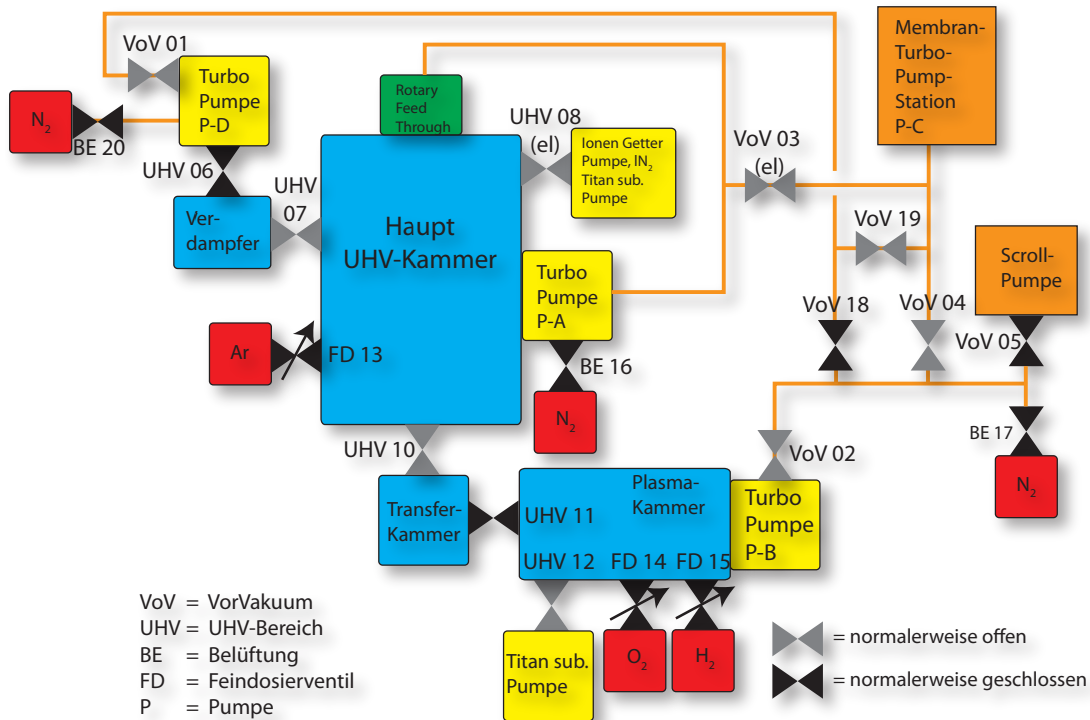 VoV 01
Turbo
Pumpe
P-D
N₂
BE 20
UHV 06
Ver-
dampfer
UHV
07
Rotary
Feed
Through
UHV 08
(el)
Ionen Getter
Pumpe, lN₂
Titan sub.
Pumpe
VoV 03
(el)
Membran-
Turbo-
Pump-
Station
P-C
Haupt
UHV-Kammer
Turbo
Pumpe
P-A
VoV 19
Scroll-
Pumpe
VoV 18
VoV 04
VoV 05
Ar
FD 13
BE 16
N₂
UHV 10
VoV 02
BE 17
N₂
Transfer-
Kammer
UHV 11
Plasma-
Kammer
Turbo
Pumpe
P-B
UHV 12
FD 14
FD 15
Titan sub.
Pumpe
O₂
H₂
VoV = VorVakuum
UHV = UHV-Bereich
BE = Belüftung
FD = Feindosierventil
P = Pumpe
= normalerweise offen
= normalerweise geschlossen